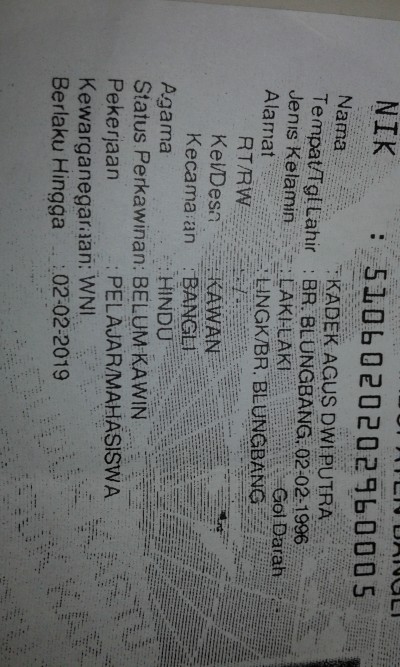 PATEN BANGLI
NIK : 5106020202960005
Nama : KADEK AGUS DWI PUTRA
Tempat/Tgl Lahir : BR. BLUNGBANG, 02-02-1996
Jenis Kelamin : LAKI-LAKI Gol Darah
Alamat : LINGK/BR. BLUNGBANG
RT/RW : - / -
Kel/Desa : KAWAN
Kecamatan : BANGLI
Agama : HINDU
Status Perkawinan: BELUM KAWIN
Pekerjaan : PELAJAR/MAHASISWA
Kewarganegaraan: WNI
Berlaku Hingga : 02-02-2019